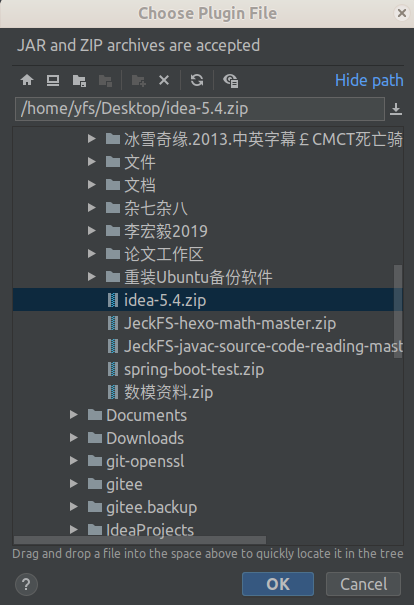 Choose Plugin File
JAR and ZIP archives are accepted
Hide path
/home/yfs/Desktop/idea-5.4.zip
冰雪奇缘.2013.中英字幕￡CMCT死亡骑
文件
文档
杂七杂八
李宏毅2019
论文工作区
重装Ubuntu备份软件
idea-5.4.zip
JeckFS-hexo-math-master.zip
JeckFS-javac-source-code-reading-mast
spring-boot-test.zip
数模资料.zip
Documents
Downloads
git-openssl
gitee
gitee.backup
IdeaProjects
Drag and drop a file into the space above to quickly locate it in the tree
? OK Cancel